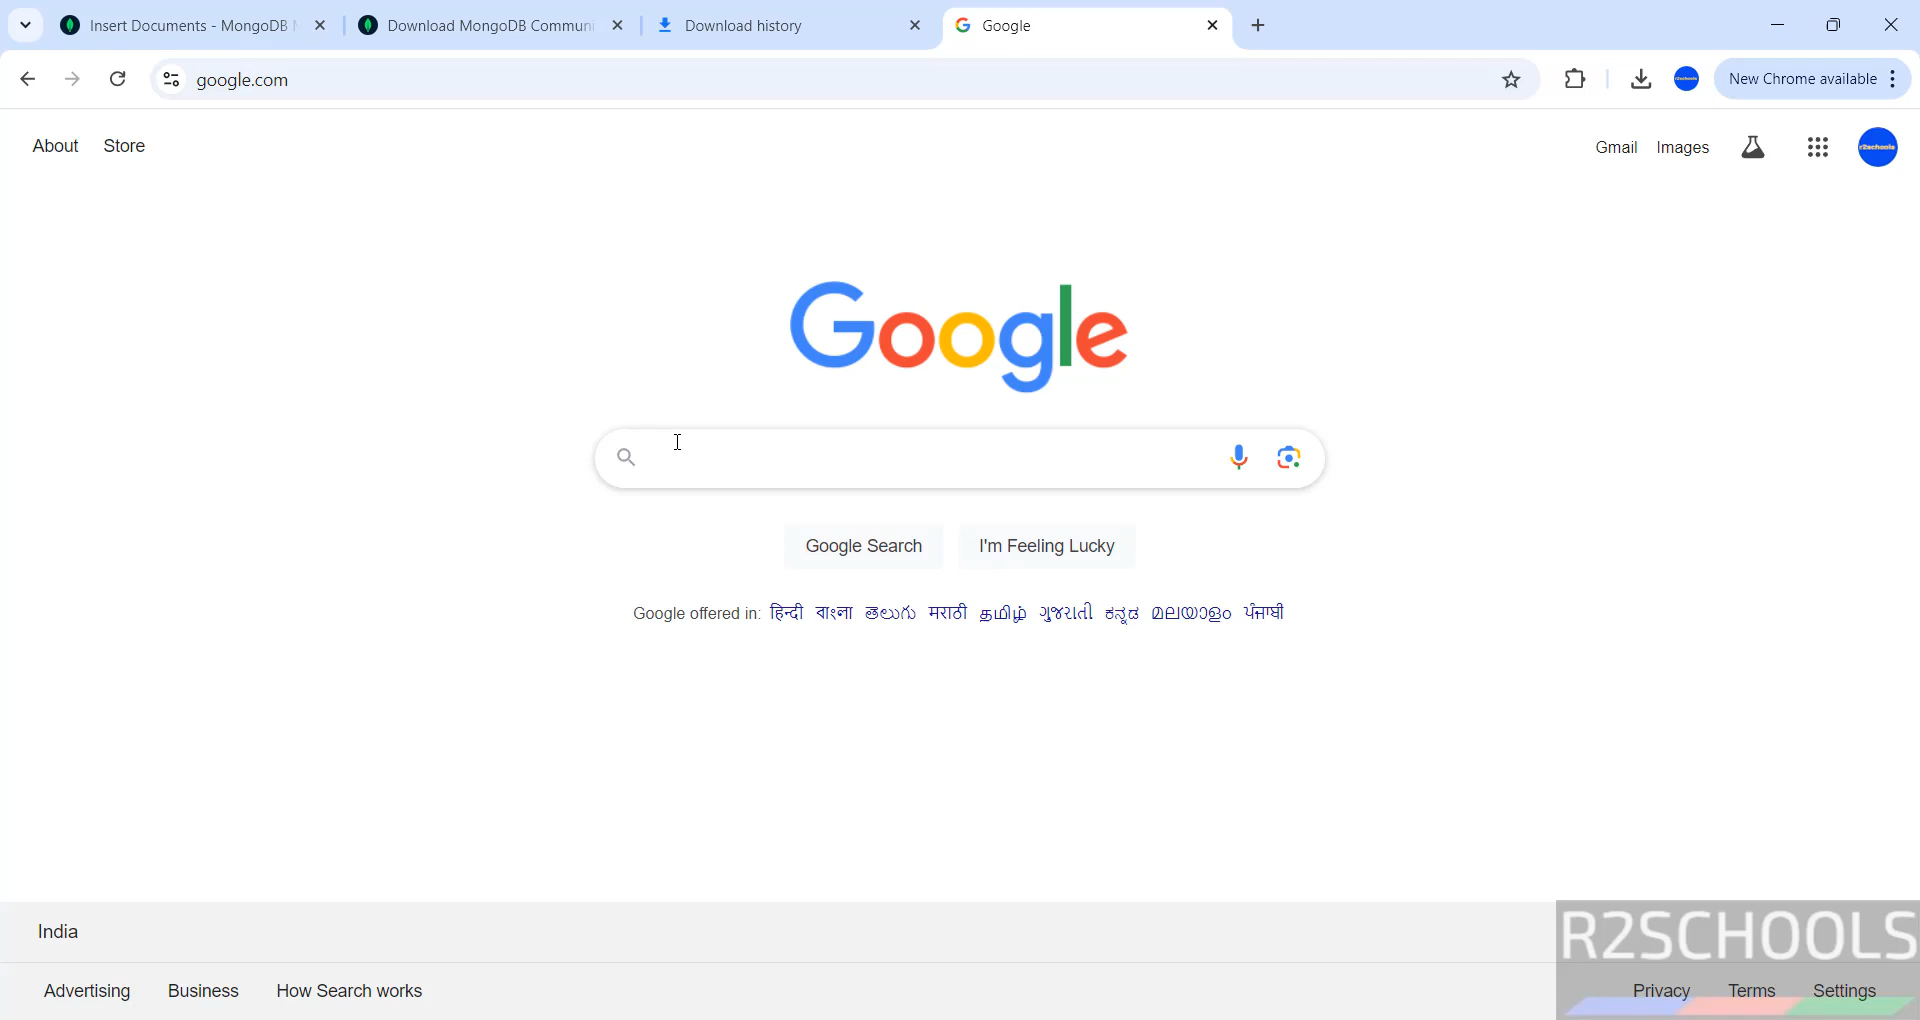 Insert Documents - MongoDB
Download MongoDB Communi
Download history
Google
google.com
New Chrome available
About Store
Gmail Images
r2schools
Google
Google Search
I'm Feeling Lucky
Google offered in: हिन्दी বাংলা తెలుగు मराठी தமிழ் ગુજરાતી ಕನ್ನಡ മലയാളം ਪੰਜਾਬੀ
India
R2SCHOOLS
Advertising Business How Search works
Privacy Terms Settings